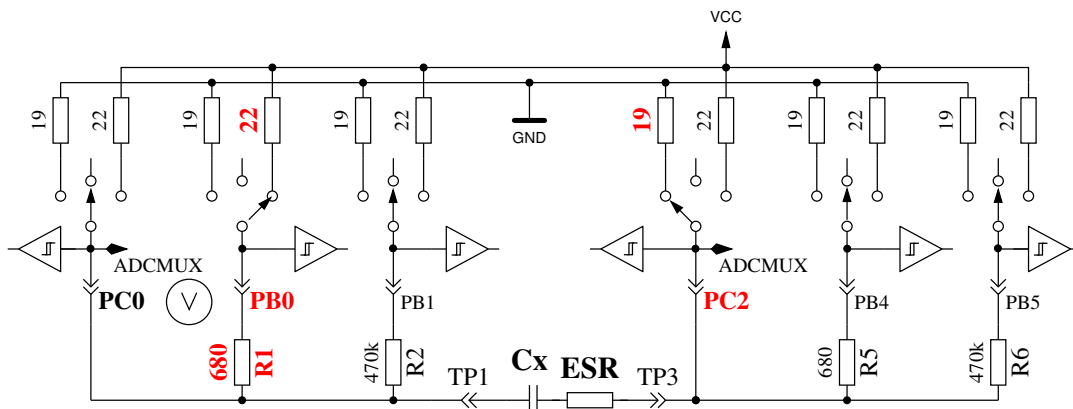 VCC
19
22
19
22
19
22
GND
19
22
19
22
19
22
ADCMUX
ADCMUX
PC0
V
PB0
PB1
PC2
PB4
PB5
680
R1
470k
R2
TP1
Cx
ESR
TP3
680
R5
470k
R6